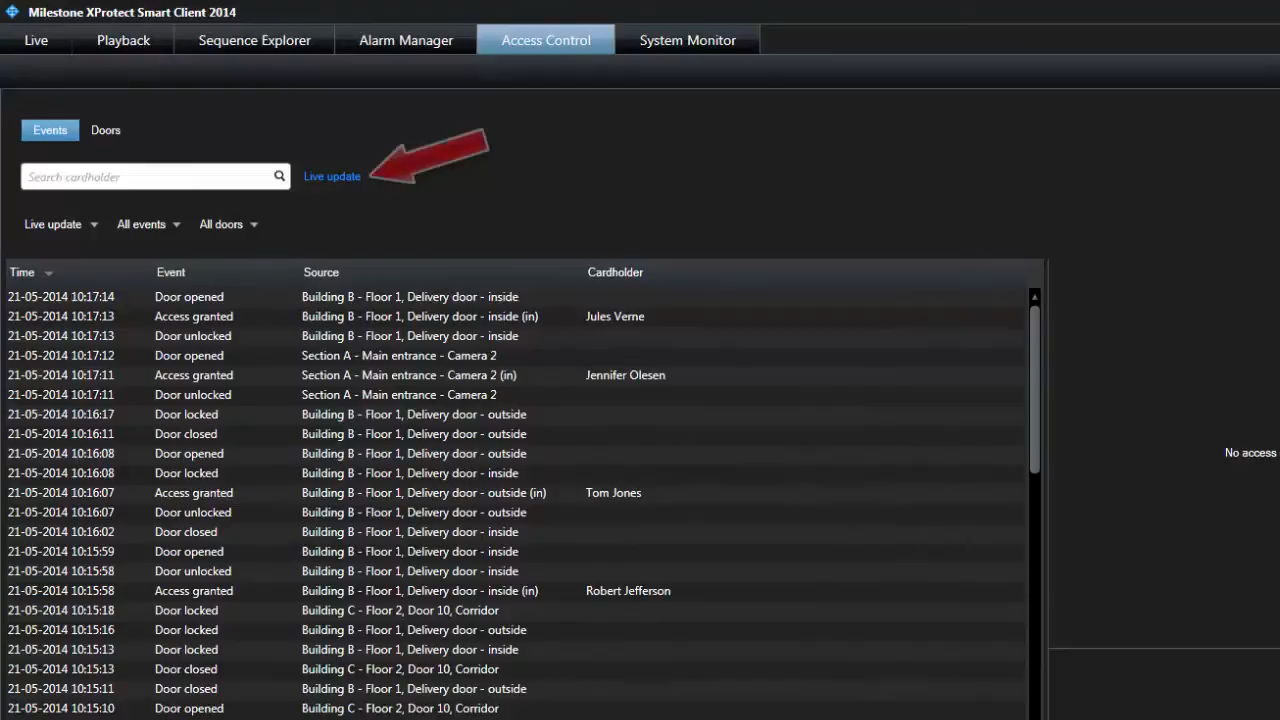 Milestone XProtect Smart Client 2014
Live Playback Sequence Explorer Alarm Manager Access Control System Monitor
Events Doors
Search cardholder Live update
Live update All events All doors
Time Event Source Cardholder
21-05-2014 10:17:14 Door opened Building B - Floor 1, Delivery door - inside
21-05-2014 10:17:13 Access granted Building B - Floor 1, Delivery door - inside (in) Jules Verne
21-05-2014 10:17:13 Door unlocked Building B - Floor 1, Delivery door - inside
21-05-2014 10:17:12 Door opened Section A - Main entrance - Camera 2
21-05-2014 10:17:11 Access granted Section A - Main entrance - Camera 2 (in) Jennifer Olesen
21-05-2014 10:17:11 Door unlocked Section A - Main entrance - Camera 2
21-05-2014 10:16:17 Door locked Building B - Floor 1, Delivery door - outside
21-05-2014 10:16:11 Door closed Building B - Floor 1, Delivery door - outside
21-05-2014 10:16:08 Door opened Building B - Floor 1, Delivery door - outside
21-05-2014 10:16:08 Door locked Building B - Floor 1, Delivery door - inside
21-05-2014 10:16:07 Access granted Building B - Floor 1, Delivery door - outside (in) Tom Jones
21-05-2014 10:16:07 Door unlocked Building B - Floor 1, Delivery door - outside
21-05-2014 10:16:02 Door closed Building B - Floor 1, Delivery door - inside
21-05-2014 10:15:59 Door opened Building B - Floor 1, Delivery door - inside
21-05-2014 10:15:58 Door unlocked Building B - Floor 1, Delivery door - inside
21-05-2014 10:15:58 Access granted Building B - Floor 1, Delivery door - inside (in) Robert Jefferson
21-05-2014 10:15:18 Door locked Building C - Floor 2, Door 10, Corridor
21-05-2014 10:15:16 Door locked Building B - Floor 1, Delivery door - outside
21-05-2014 10:15:13 Door locked Building B - Floor 1, Delivery door - inside
21-05-2014 10:15:13 Door closed Building C - Floor 2, Door 10, Corridor
21-05-2014 10:15:11 Door closed Building B - Floor 1, Delivery door - outside
21-05-2014 10:15:10 Door Closed Building C - Floor 2, Door 10, Corridor
No access